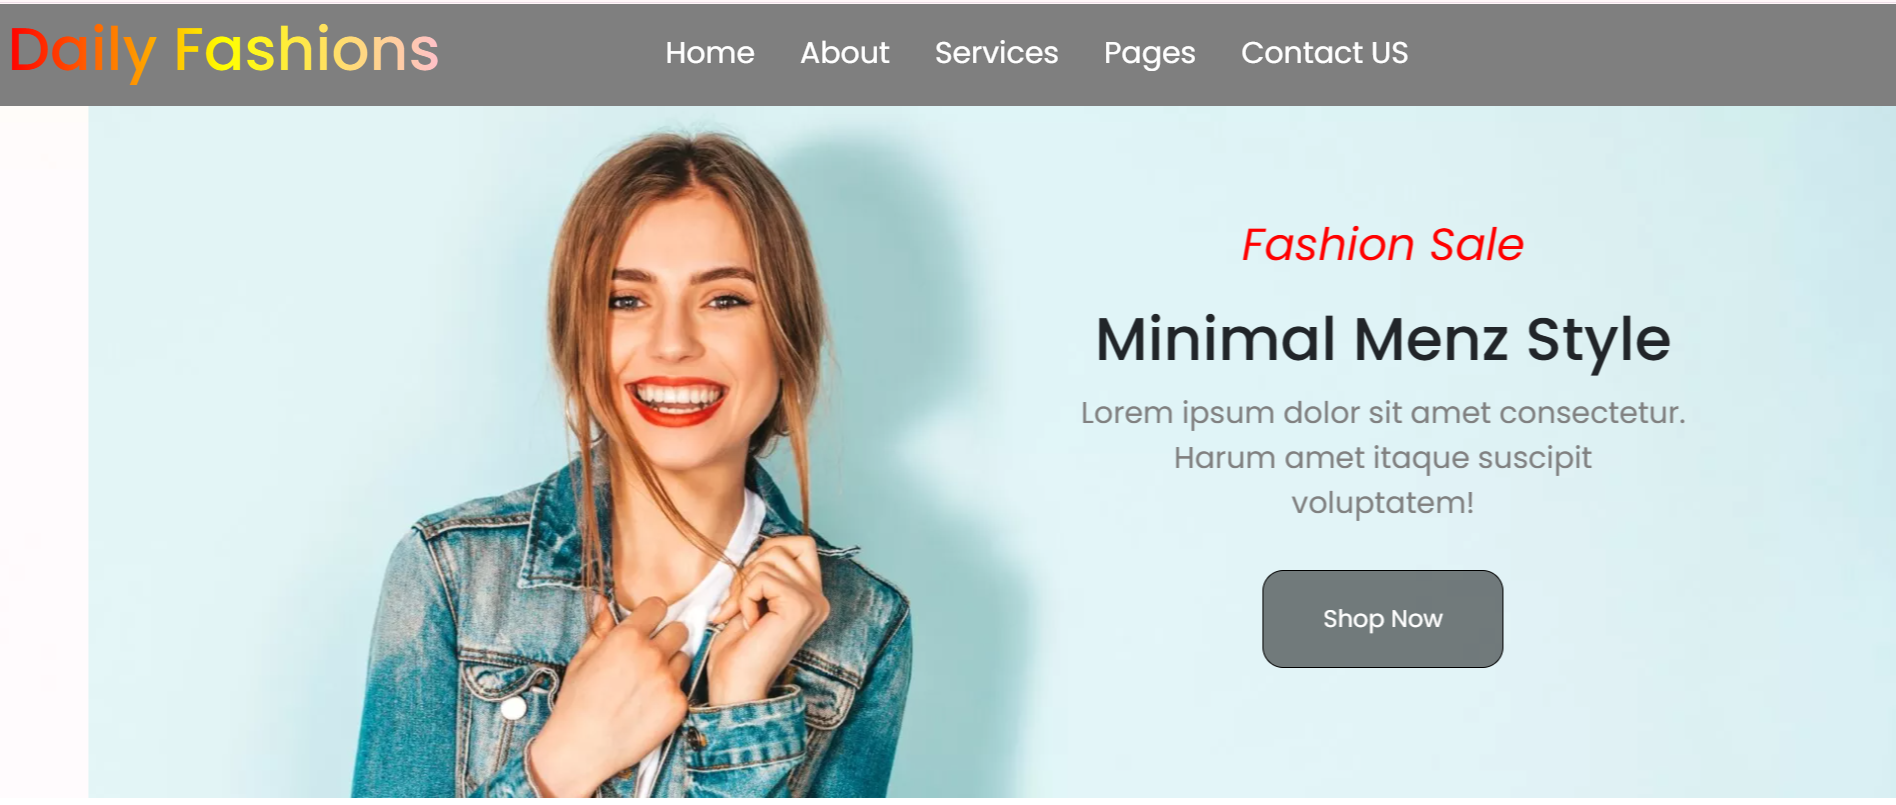 Daily Fashions
Home About Services Pages Contact US
Fashion Sale
Minimal Menz Style
Lorem ipsum dolor sit amet consectetur.
Harum amet itaque suscipit
voluptatem!
Shop Now